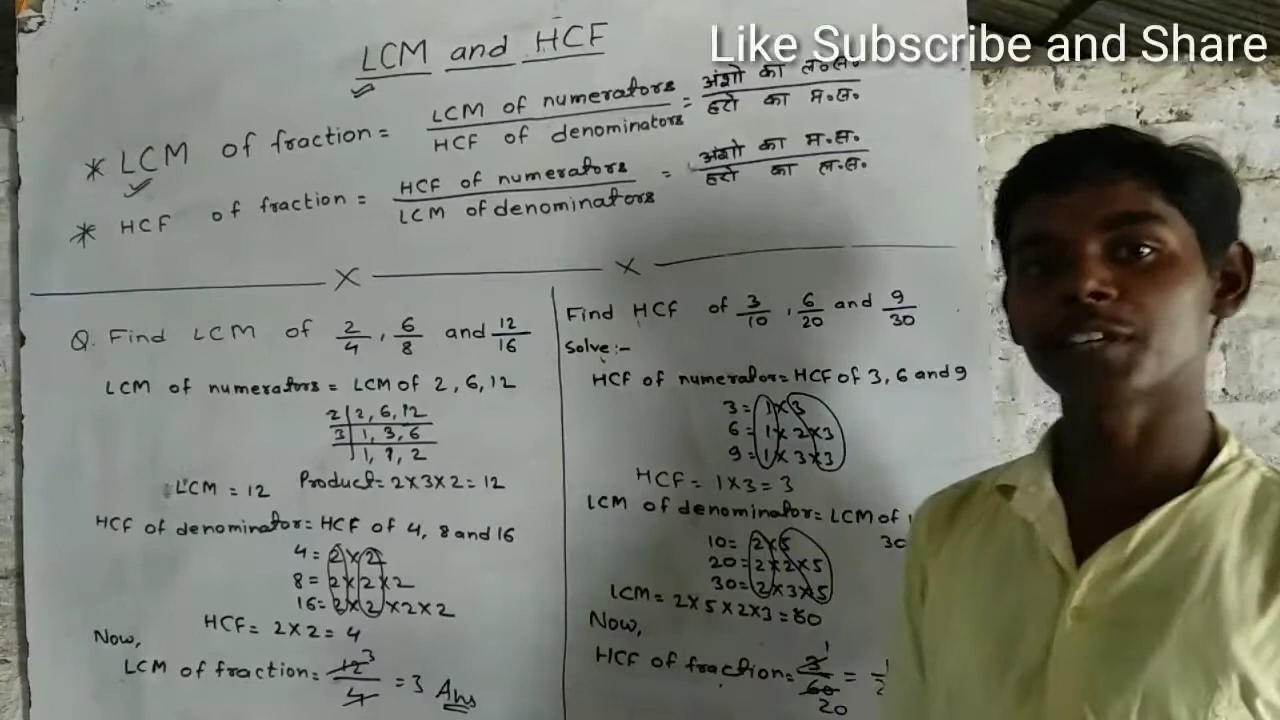 Like Subscribe and Share
LCM and HCF
* LCM of fraction = LCM of numerators / HCF of denominators = अंशो का ल०स० / हरो का म.स.
* HCF of fraction = HCF of numerators / LCM of denominators = अंशो का म.स. / हरो का ल.स.
Q. Find LCM of 2/4, 6/8 and 12/16
LCM of numerators = LCM of 2, 6, 12
2 | 2, 6, 12
3 | 1, 3, 6
1, 1, 2
LCM = 12 Product = 2×3×2 = 12
HCF of denominator = HCF of 4, 8 and 16
4 = 2×2
8 = 2×2×2
16 = 2×2×2×2
HCF = 2×2 = 4
Now,
LCM of fraction = 12 3 / 4 = 3 Ans
Find HCF of 3/10, 6/20 and 9/30
Solve :-
HCF of numerator = HCF of 3, 6 and 9
3 = 1×3
6 = 1×2×3
9 = 1×3×3
HCF = 1×3 = 3
LCM of denominator = LCM of 1
30
10 = 2×5
20 = 2×2×5
30 = 2×3×5
LCM = 2×5×2×3 = 60
Now,
HCF of fraction = 3 1 / 60 20 = 1/2